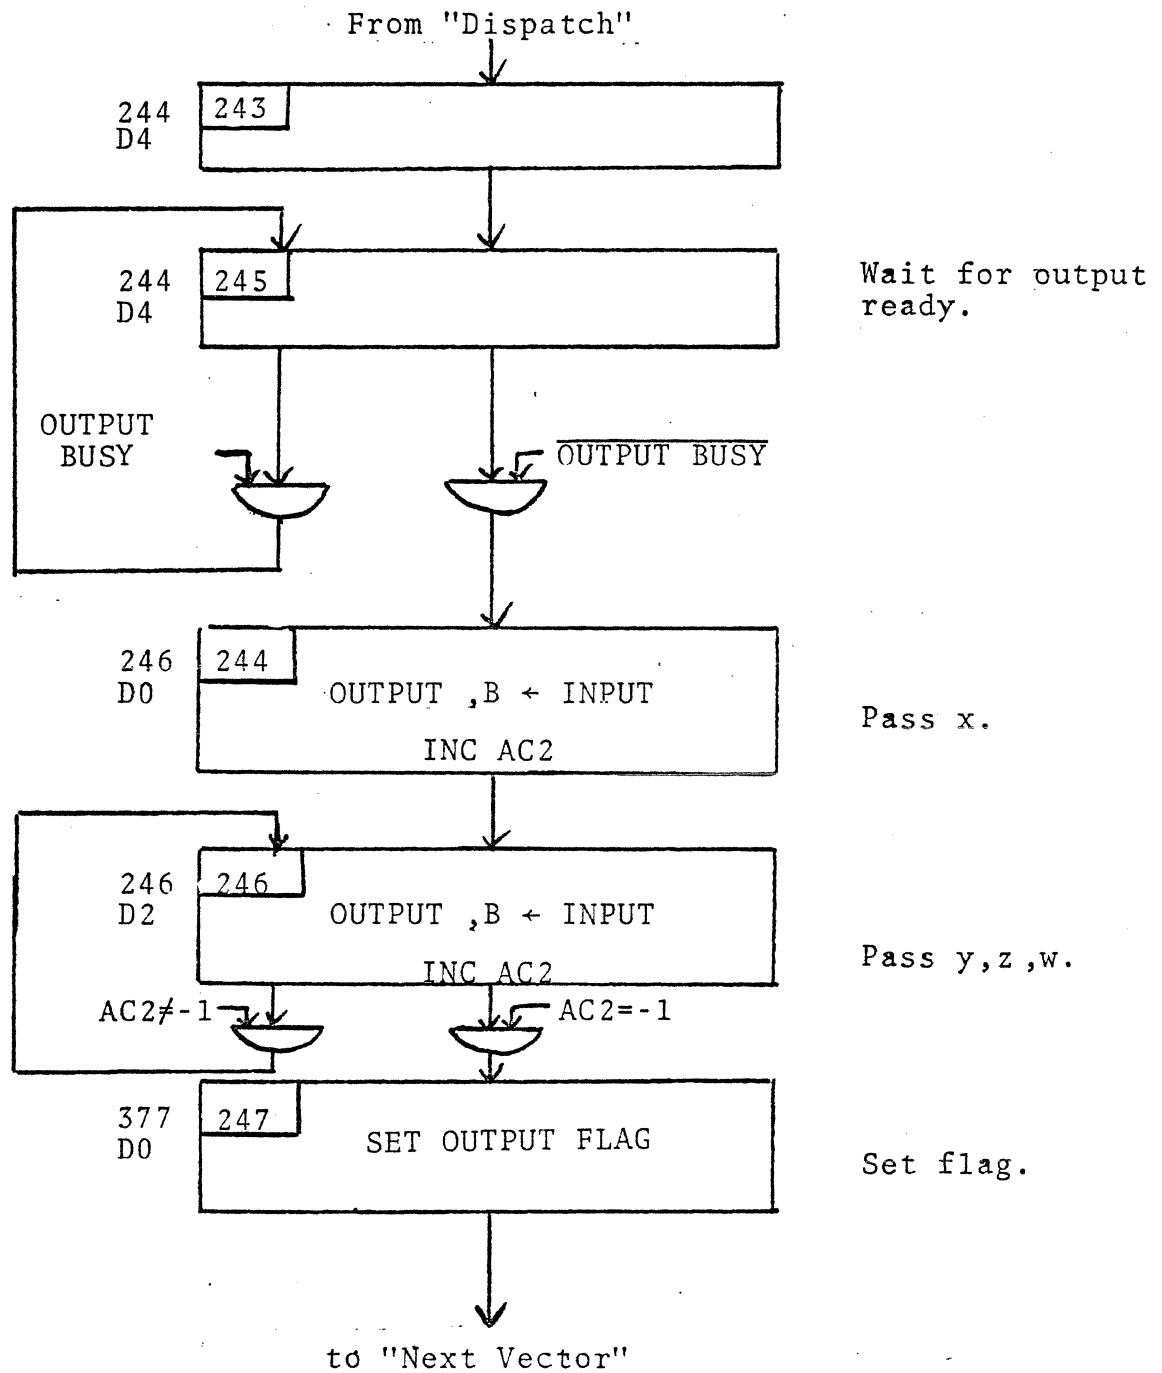 From "Dispatch"
244
D4
243
244
D4
245
Wait for output
ready.
OUTPUT
BUSY
OUTPUT BUSY
246
D0
244
OUTPUT ,B ← INPUT
INC AC2
Pass x.
246
D2
246
OUTPUT ,B ← INPUT
INC AC2
Pass y,z,w.
AC2≠-1
AC2=-1
377
D0
247
SET OUTPUT FLAG
Set flag.
to "Next Vector"